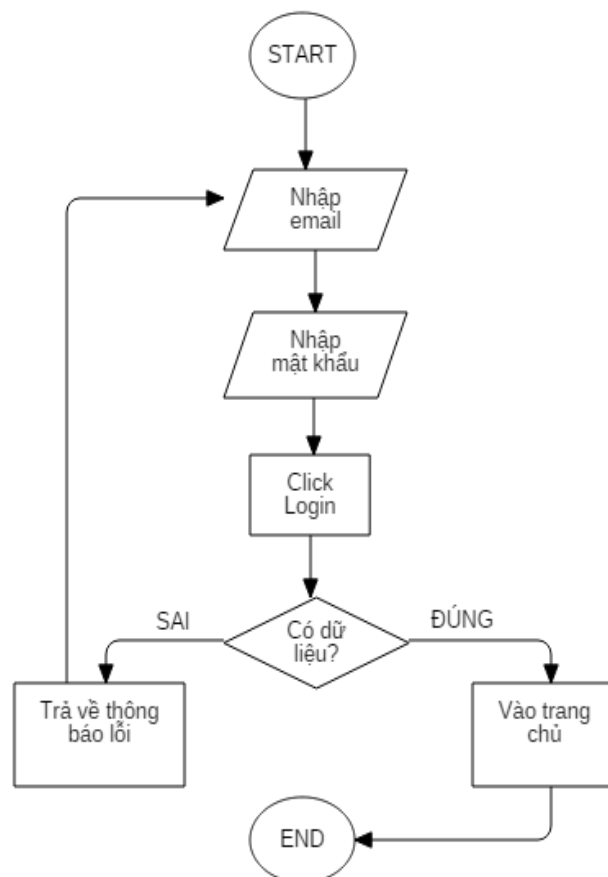 START
Nhập
email
Nhập
mật khẩu
Click
Login
Có dữ
liệu?
SAI
ĐÚNG
Trả về thông
báo lỗi
Vào trang
chủ
END